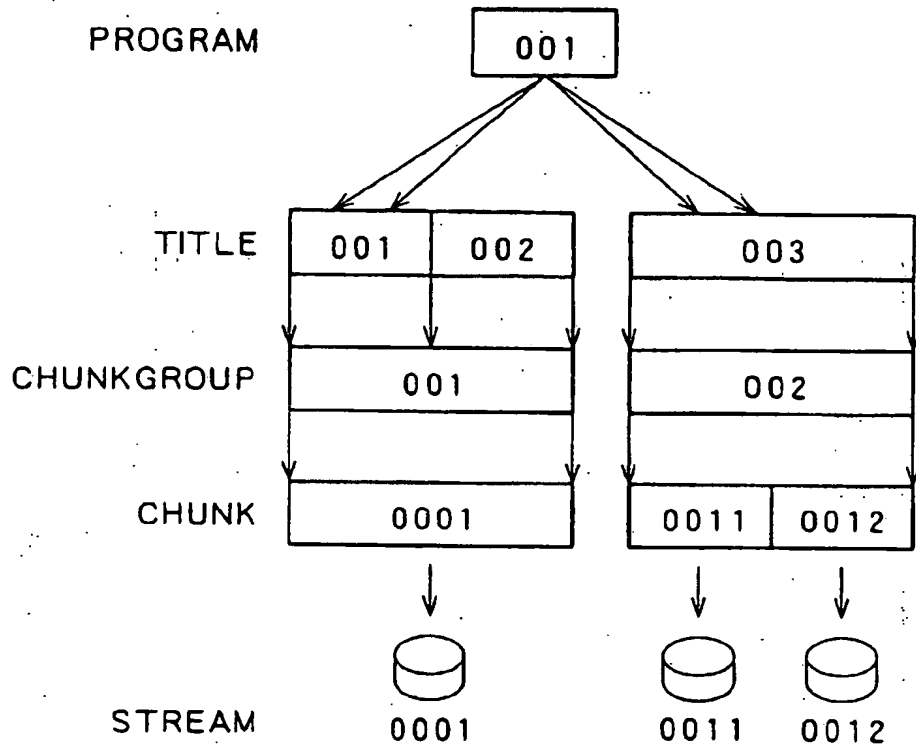 PROGRAM 001
TITLE 001 002 003
CHUNKGROUP 001 002
CHUNK 0001 0011 0012
STREAM 0001 0011 0012